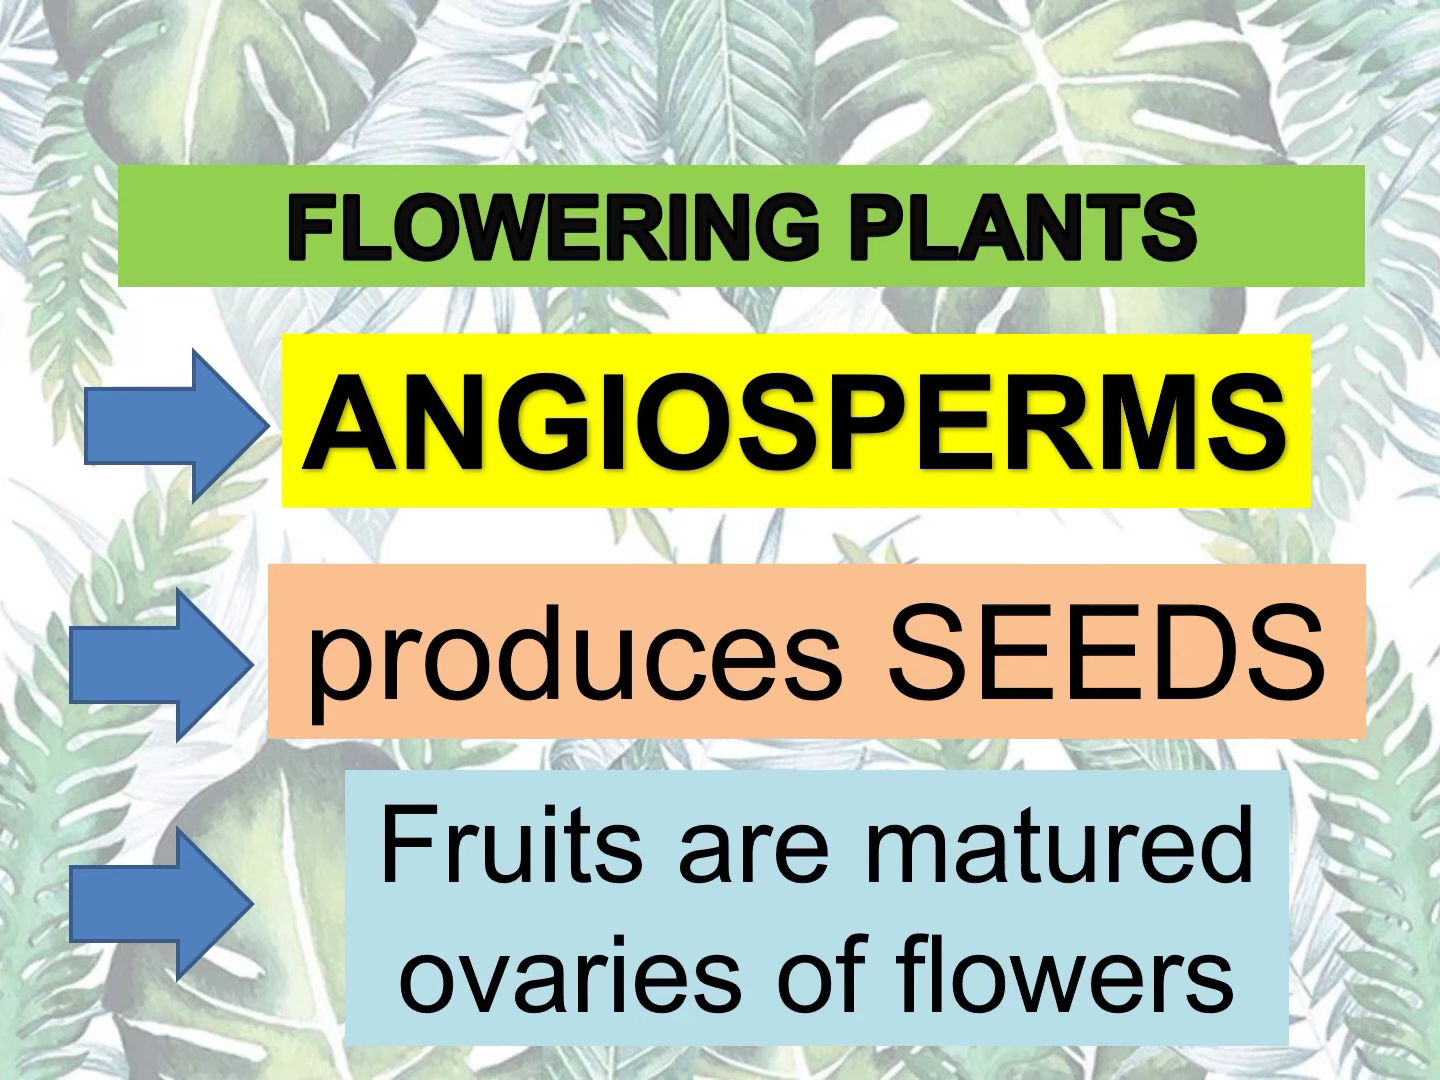 FLOWERING PLANTS
ANGIOSPERMS
produces SEEDS
Fruits are matured
ovaries of flowers